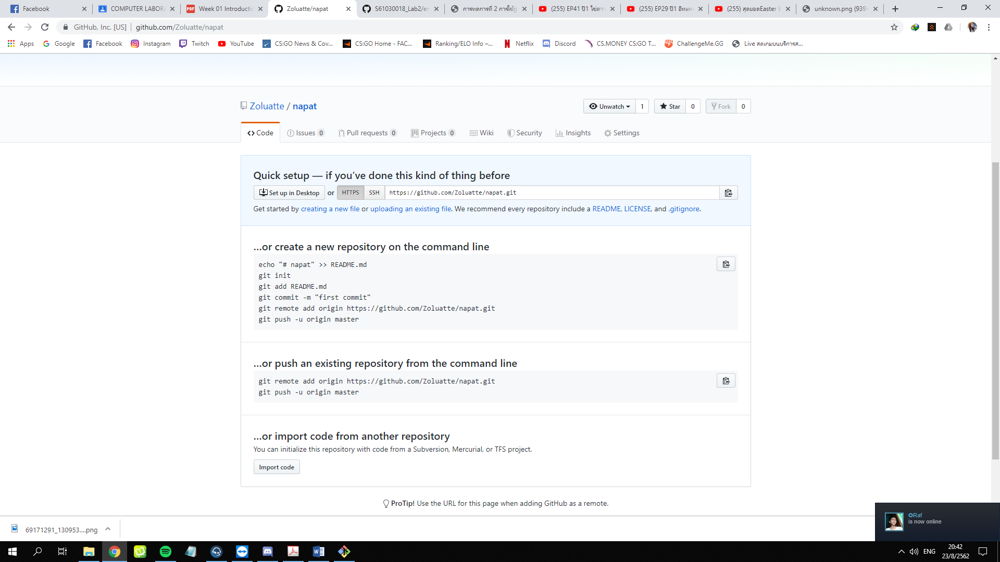 Facebook
COMPUTER LABOR
Week 01 Introductic
Zoluatte/napat
S61030018_Lab2/er
การทดการที่ 2 การใช้
(255) EP41 ปี1
(255) EP29 ปี1
(255) สุดยอดEaster E
unknown.png (939
GitHub, Inc. [US]
github.com/Zoluatte/napat
Apps
Google
Facebook
Instagram
Twitch
YouTube
CS:GO News & Cov...
CS:GO Home - FAC...
Ranking/ELO Info –...
Netflix
Discord
CS.MONEY CS:GO T...
ChallengeMe.GG
Live สดเกมบนบริการส...
Zoluatte / napat
Unwatch 1
Star 0
Fork 0
Code
Issues 0
Pull requests 0
Projects 0
Wiki
Security
Insights
Settings
Quick setup — if you’ve done this kind of thing before
Set up in Desktop or HTTPS SSH https://github.com/Zoluatte/napat.git
Get started by creating a new file or uploading an existing file. We recommend every repository include a README, LICENSE, and .gitignore.
…or create a new repository on the command line
echo "# napat" >> README.md
git init
git add README.md
git commit -m "first commit"
git remote add origin https://github.com/Zoluatte/napat.git
git push -u origin master
…or push an existing repository from the command line
git remote add origin https://github.com/Zoluatte/napat.git
git push -u origin master
…or import code from another repository
You can initialize this repository with code from a Subversion, Mercurial, or TFS project.
Import code
ProTip! Use the URL for this page when adding GitHub as a remote.
✪Raf
is now online
69171291_130953....png
ENG
20:42
23/8/2562